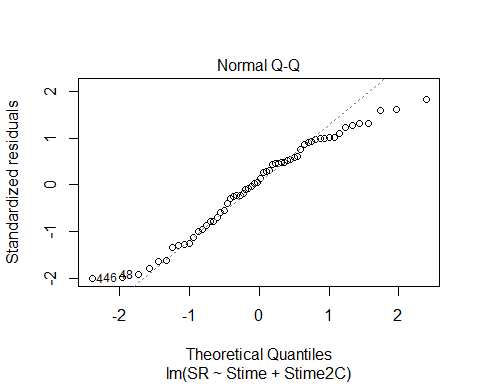 Normal Q-Q
Standardized residuals
2
1
0
-1
-2
446 48
-2
-1
0
1
2
Theoretical Quantiles
lm(SR ~ Stime + Stime2C)